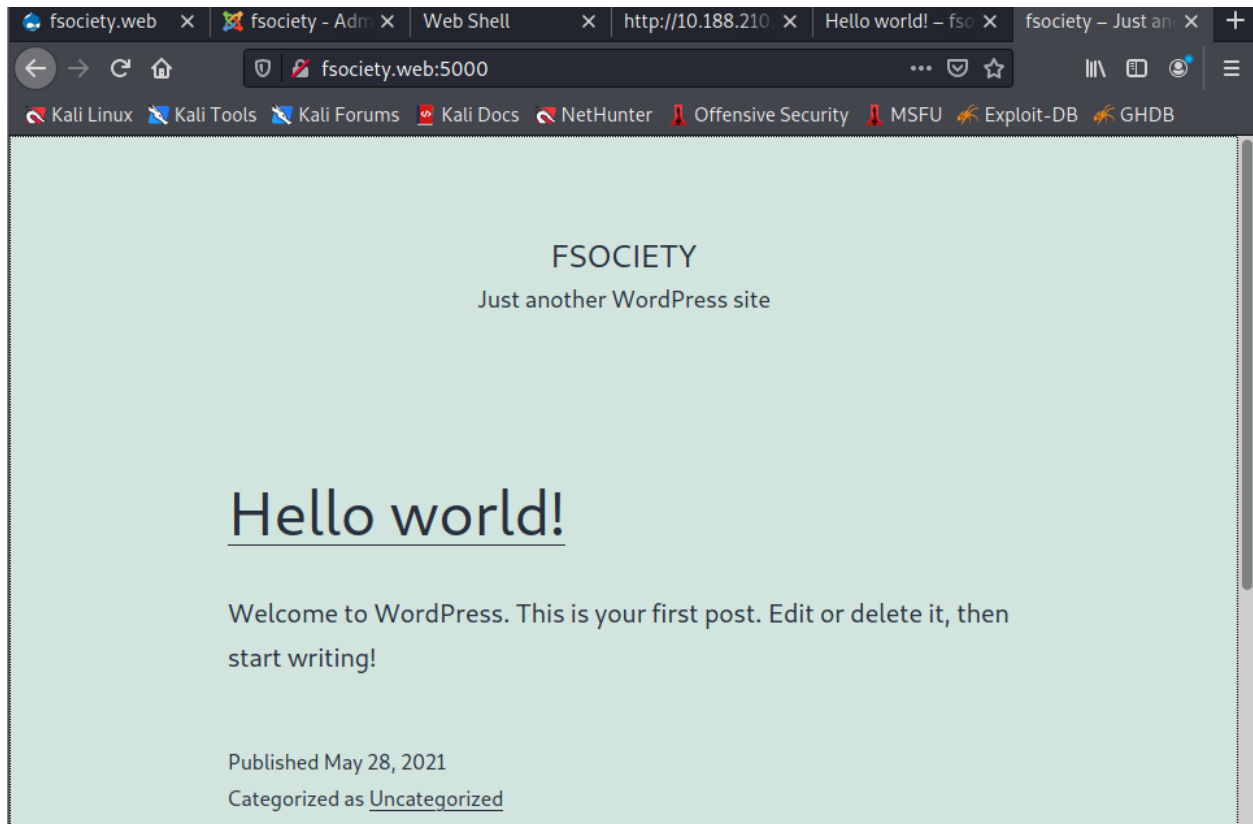 fsociety.web
fsociety - Adm
Web Shell
http://10.188.210.
Hello world! – fso
fsociety – Just an
fsociety.web:5000
Kali Linux
Kali Tools
Kali Forums
Kali Docs
NetHunter
Offensive Security
MSFU
Exploit-DB
GHDB
FSOCIETY
Just another WordPress site
Hello world!
Welcome to WordPress. This is your first post. Edit or delete it, then
start writing!
Published May 28, 2021
Categorized as Uncategorized